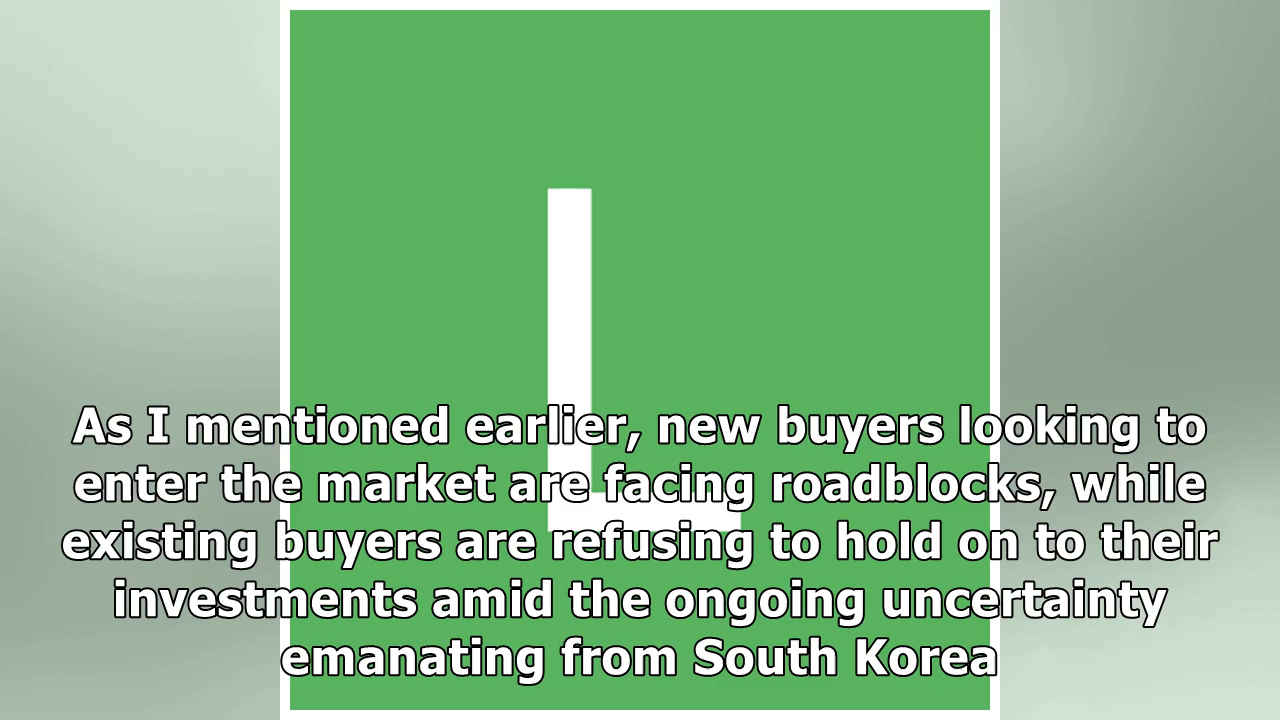 L
As I mentioned earlier, new buyers looking to
enter the market are facing roadblocks, while
existing buyers are refusing to hold on to their
investments amid the ongoing uncertainty
emanating from South Korea